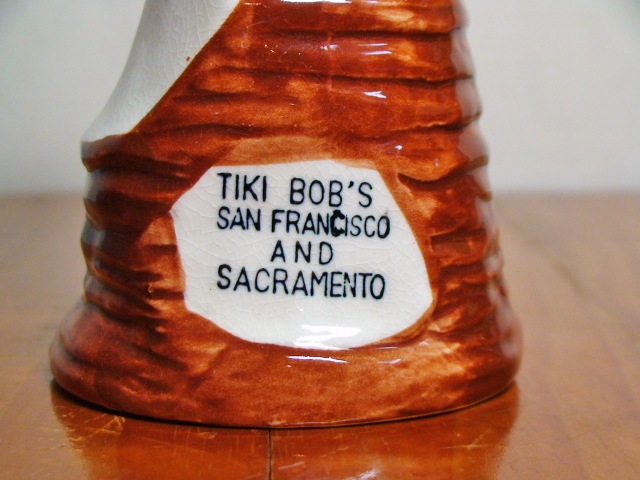 TIKI BOB'S
SAN FRANCISCO
AND
SACRAMENTO